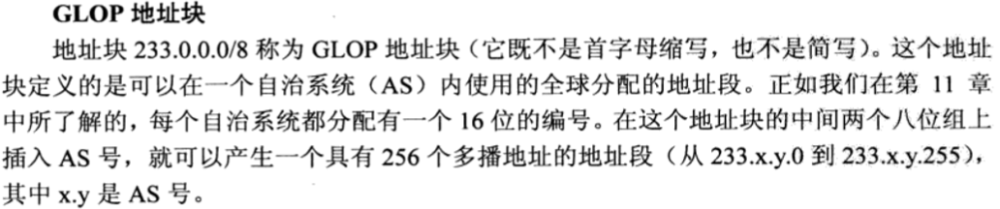 GLOP 地址块
地址块 233.0.0.0/8 称为 GLOP 地址块（它既不是首字母缩写，也不是简写）。这个地址
块定义的是可以在一个自治系统（AS）内使用的全球分配的地址段。正如我们在第 11 章
中所了解的，每个自治系统都分配有一个 16 位的编号。在这个地址块的中间两个八位组上
插入 AS 号，就可以产生一个具有 256 个多播地址的地址段（从 233.x.y.0 到 233.x.y.255），
其中 x.y 是 AS 号。